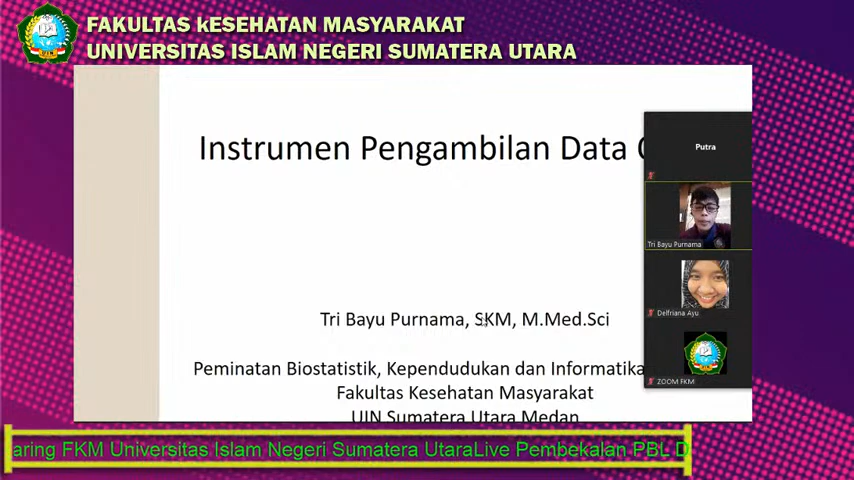 FAKULTAS kESEHATAN MASYARAKAT
UNIVERSITAS ISLAM NEGERI SUMATERA UTARA
Instrumen Pengambilan Data
Putra
Tri Bayu Purnama
Delfriana Ayu
ZOOM FKM
Tri Bayu Purnama, SKM, M.Med.Sci
Peminatan Biostatistik, Kependudukan dan Informatika
Fakultas Kesehatan Masyarakat
UIN Sumatera Utara Medan
aring FKM Universitas Islam Negeri Sumatera UtaraLive Pembekalan PBL D